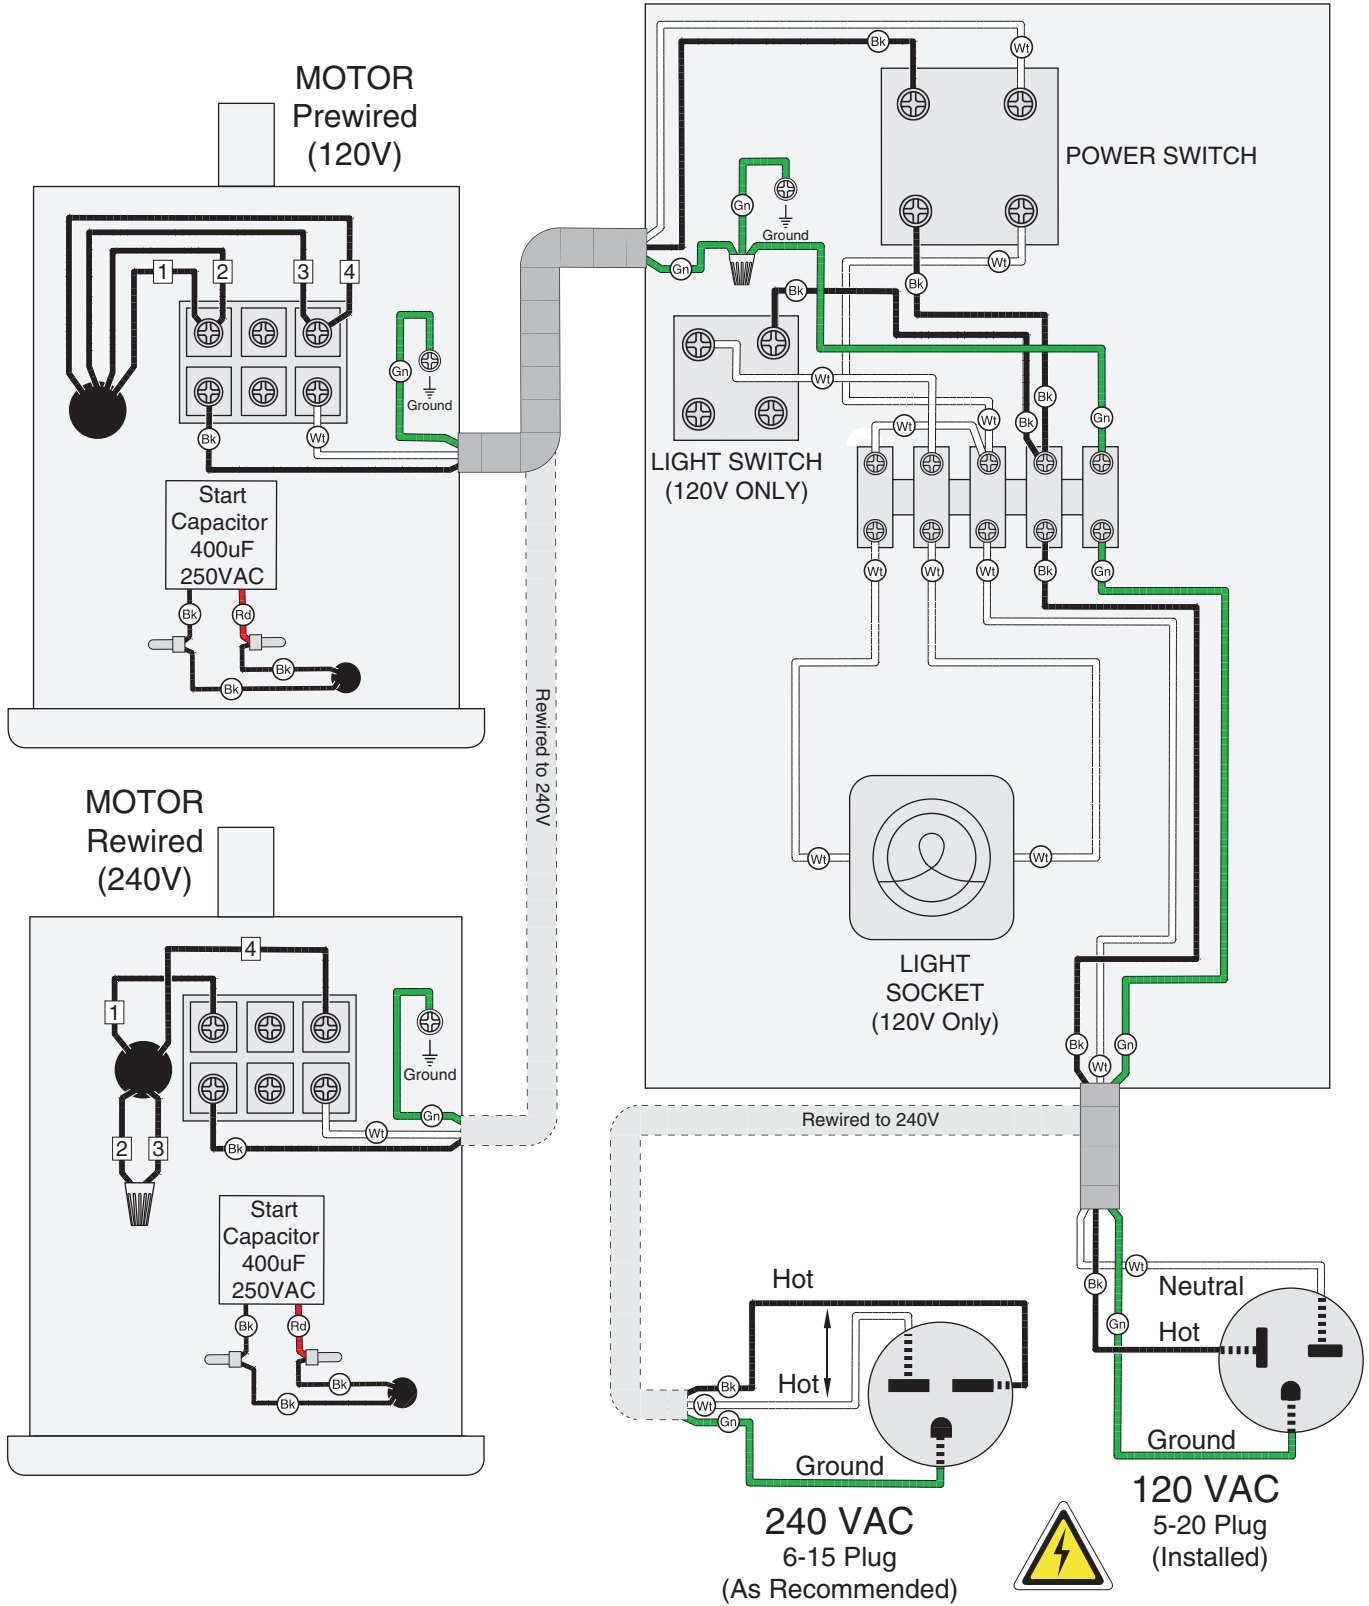 MOTOR
Prewired
(120V)
1
2
3
4
Gn
Ground
Bk
Wt
Start
Capacitor
400uF
250VAC
Bk
Rd
Bk
Bk
Bk
Wt
POWER SWITCH
Gn
Ground
Gn
Wt
Bk
Bk
Wt
Bk
Wt
Wt
Bk
Gn
LIGHT SWITCH
(120V ONLY)
Wt
Wt
Wt
Bk
Gn
Rewired to 240V
Wt
Wt
LIGHT
SOCKET
(120V Only)
Bk
Wt
Gn
MOTOR
Rewired
(240V)
4
1
Ground
Gn
Wt
Bk
2
3
Start
Capacitor
400uF
250VAC
Bk
Rd
Bk
Bk
Rewired to 240V
Hot
Hot
Bk
Wt
Gn
Ground
240 VAC
6-15 Plug
(As Recommended)
Wt
Bk
Neutral
Gn
Hot
Ground
120 VAC
5-20 Plug
(Installed)